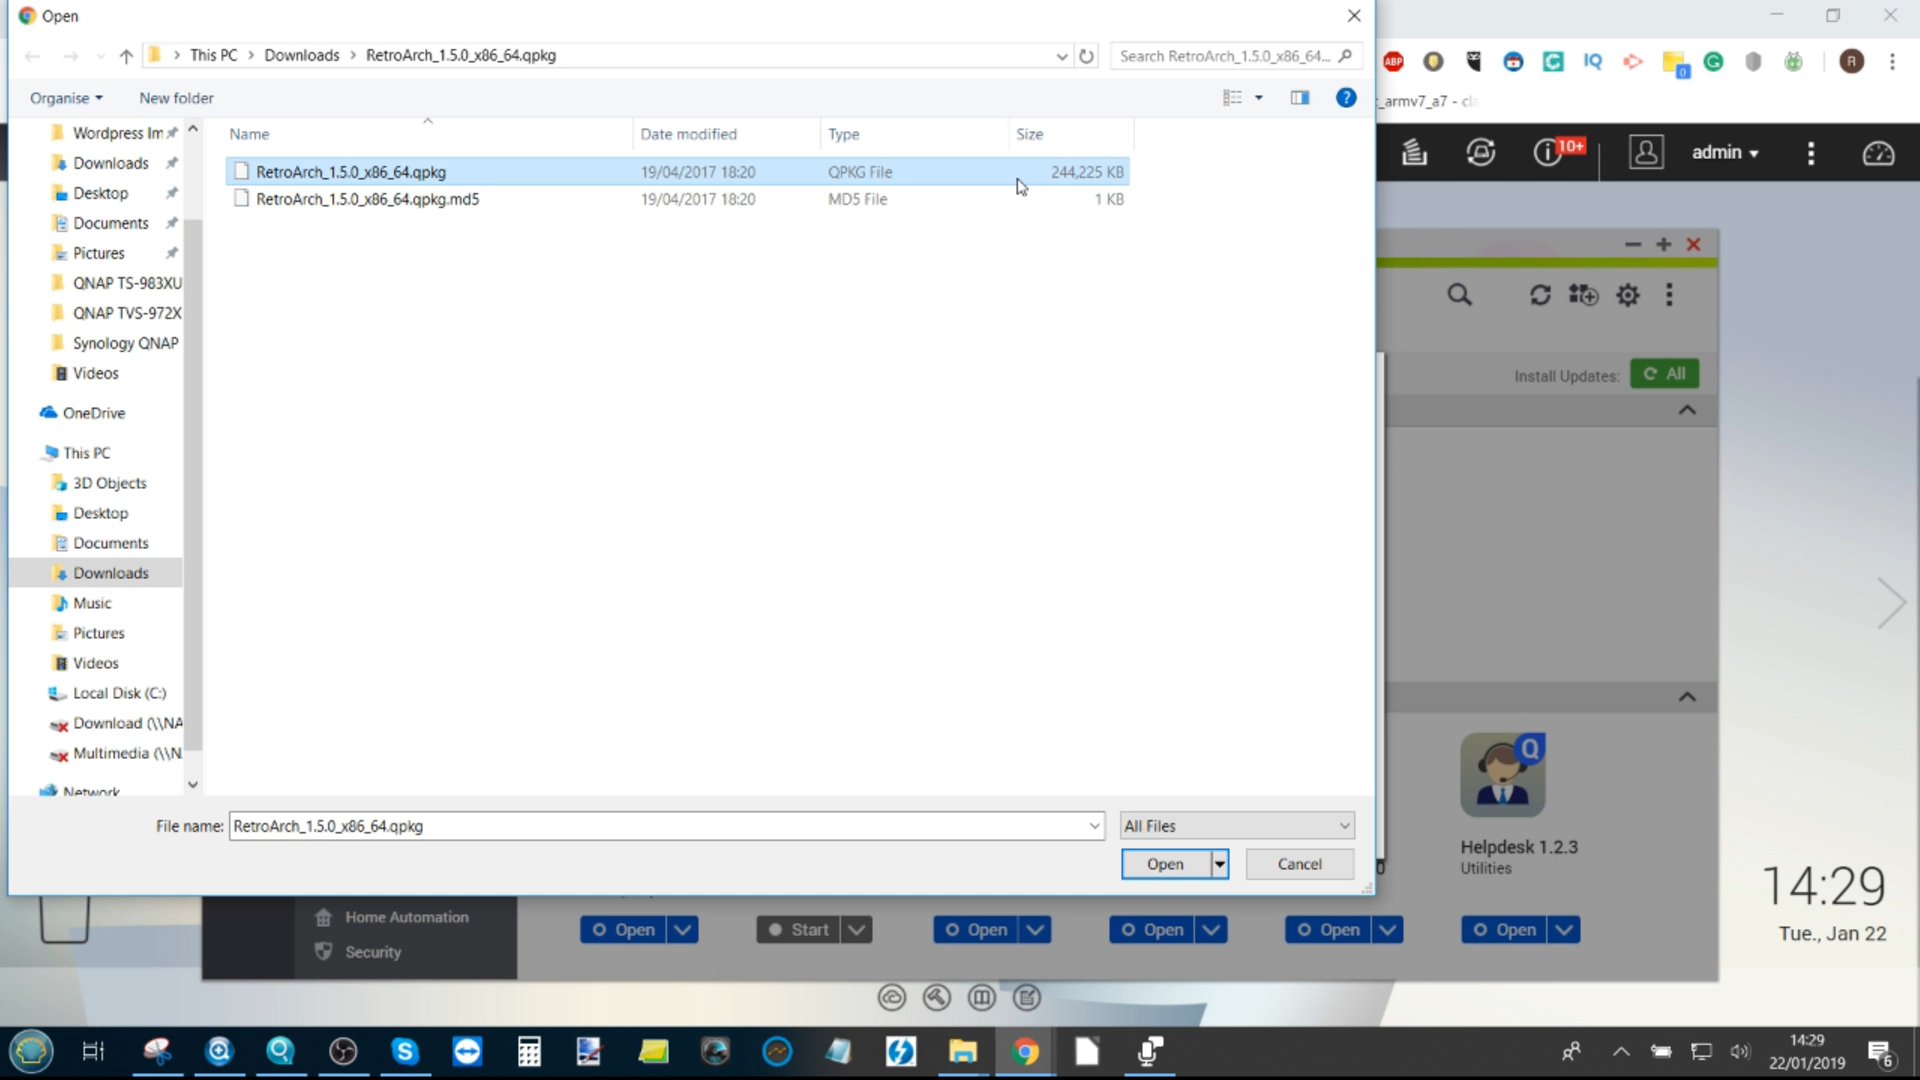 Open
This PC > Downloads > RetroArch_1.5.0_x86_64.qpkg
Search RetroArch_1.5.0_x86_64...
ABP
IQ
0
R
Organise
New folder
?
_armv7_a7 - cla
Name
Date modified
Type
Size
RetroArch_1.5.0_x86_64.qpkg 19/04/2017 18:20 QPKG File 244,225 KB
RetroArch_1.5.0_x86_64.qpkg.md5 19/04/2017 18:20 MD5 File 1 KB
10+
admin
Wordpress Im
Downloads
Desktop
Documents
Pictures
QNAP TS-983XU
QNAP TVS-972X
Synology QNAP
Videos
OneDrive
This PC
3D Objects
Desktop
Documents
Downloads
Music
Pictures
Videos
Local Disk (C:)
Download (\\NA
Multimedia (\\N
Network
Install Updates:
All
File name: RetroArch_1.5.0_x86_64.qpkg
All Files
Open
Cancel
Q
Helpdesk 1.2.3
Utilities
Home Automation
Security
Open
Start
Open
Open
Open
Open
14:29
Tue., Jan 22
14:29
22/01/2019
6